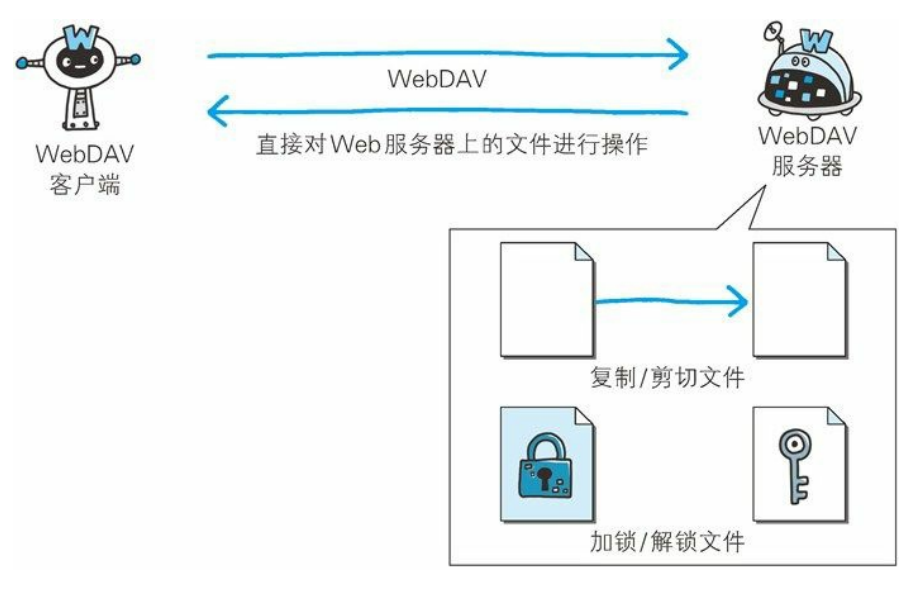 W
W
WebDAV
直接对Web服务器上的文件进行操作
WebDAV
客户端
WebDAV
服务器
复制/剪切文件
加锁/解锁文件